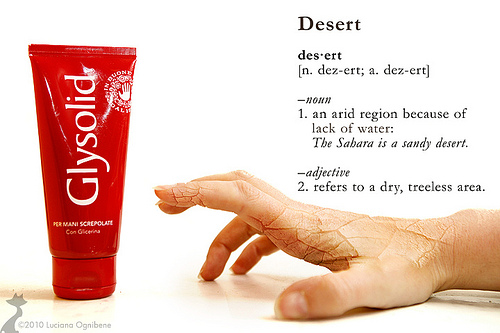 Desert
des·ert
[n. dez-ert; a. dez-ert]
–noun
1. an arid region because of
lack of water:
The Sahara is a sandy desert.
–adjective
2. refers to a dry, treeless area.
Glysolid
PER MANI SCREPOLATE
Con Glicerina
©2010 Luciana Ognibene